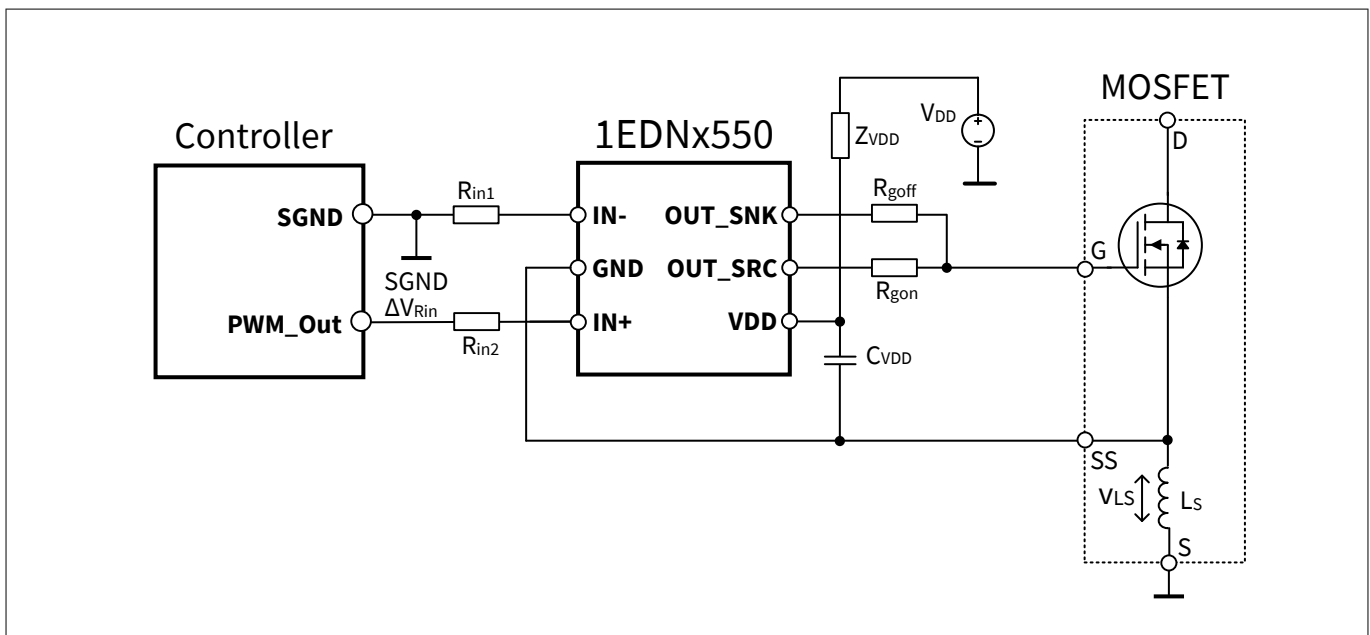 MOSFET
Controller
1EDNx550
VDD
+
−
ZVDD
D
Rin1
Rgoff
SGND
IN-
OUT_SNK
G
GND
OUT_SRC
SGND
ΔVRin
Rgon
PWM_Out
IN+
VDD
Rin2
CVDD
SS
vLS
LS
S